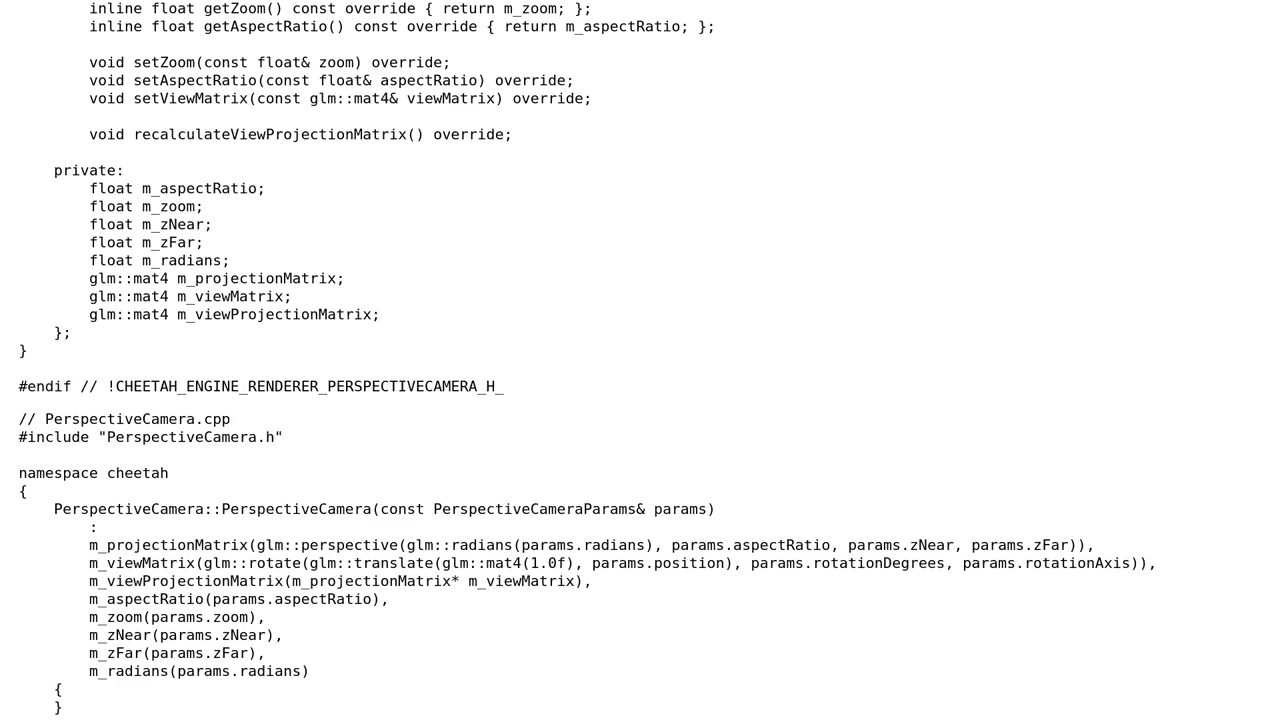 inline float getZoom() const override { return m_zoom; };
inline float getAspectRatio() const override { return m_aspectRatio; };
void setZoom(const float& zoom) override;
void setAspectRatio(const float& aspectRatio) override;
void setViewMatrix(const glm::mat4& viewMatrix) override;
void recalculateViewProjectionMatrix() override;
private:
float m_aspectRatio;
float m_zoom;
float m_zNear;
float m_zFar;
float m_radians;
glm::mat4 m_projectionMatrix;
glm::mat4 m_viewMatrix;
glm::mat4 m_viewProjectionMatrix;
};
}
#endif // !CHEETAH_ENGINE_RENDERER_PERSPECTIVECAMERA_H_
// PerspectiveCamera.cpp
#include "PerspectiveCamera.h"
namespace cheetah
{
PerspectiveCamera::PerspectiveCamera(const PerspectiveCameraParams& params)
:
m_projectionMatrix(glm::perspective(glm::radians(params.radians), params.aspectRatio, params.zNear, params.zFar)),
m_viewMatrix(glm::rotate(glm::translate(glm::mat4(1.0f), params.position), params.rotationDegrees, params.rotationAxis)),
m_viewProjectionMatrix(m_projectionMatrix* m_viewMatrix),
m_aspectRatio(params.aspectRatio),
m_zoom(params.zoom),
m_zNear(params.zNear),
m_zFar(params.zFar),
m_radians(params.radians)
{
}